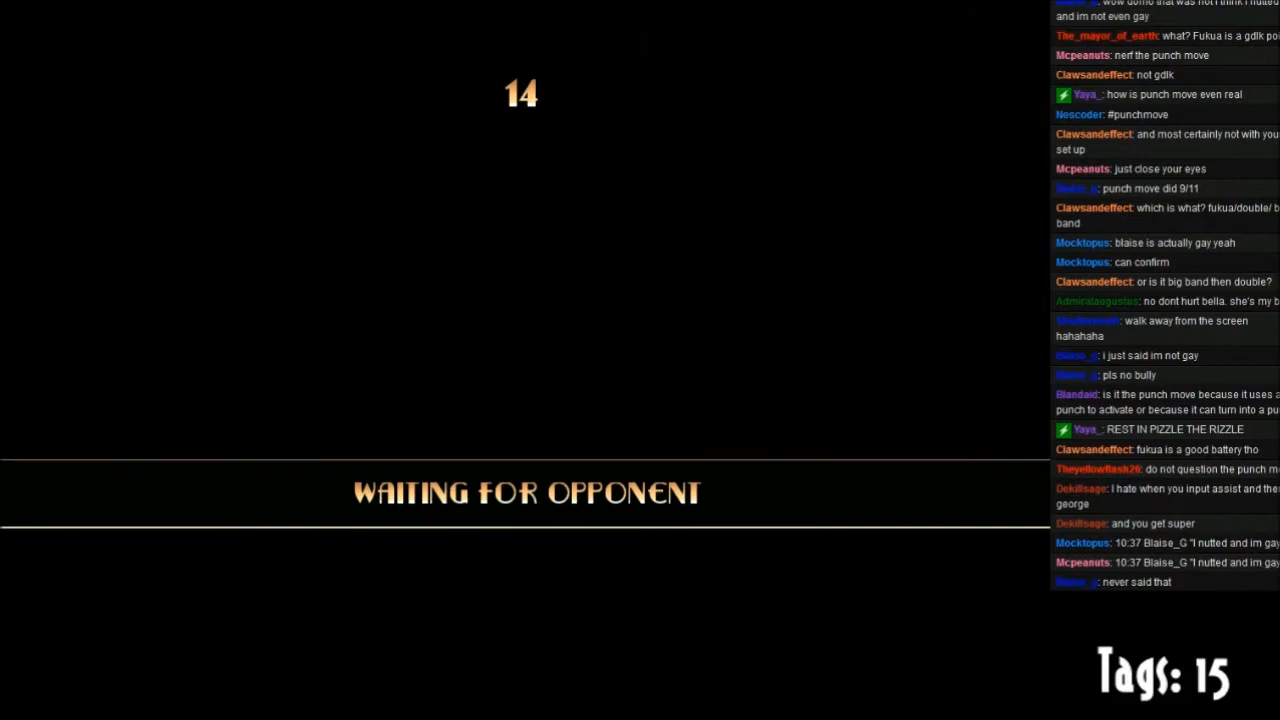 14
WAITING FOR OPPONENT
and im not even gay
The_mayor_of_earth: what? Fukua is a gdlk poi
Mcpeanuts: nerf the punch move
Clawsandeffect: not gdlk
Yaya_: how is punch move even real
Nescoder: #punchmove
Clawsandeffect: and most certainly not with you
set up
Mcpeanuts: just close your eyes
Blaise_g: punch move did 9/11
Clawsandeffect: which is what? fukua/double/ b
band
Mocktopus: blaise is actually gay yeah
Mocktopus: can confirm
Clawsandeffect: or is it big band then double?
Admiralaugustus: no dont hurt bella. she's my b
walk away from the screen
hahahaha
Blaise_g: i just said im not gay
Blaise_g: pls no bully
Blandaid: is it the punch move because it uses a
punch to activate or because it can turn into a pu
Yaya_: REST IN PIZZLE THE RIZZLE
Clawsandeffect: fukua is a good battery tho
Theyellowflash26: do not question the punch m
Dekillsage: I hate when you input assist and the
george
Dekillsage: and you get super
Mocktopus: 10:37 Blaise_G "I nutted and im gay
Mcpeanuts: 10:37 Blaise_G "I nutted and im gay
Blaise_g: never said that
Tags: 15